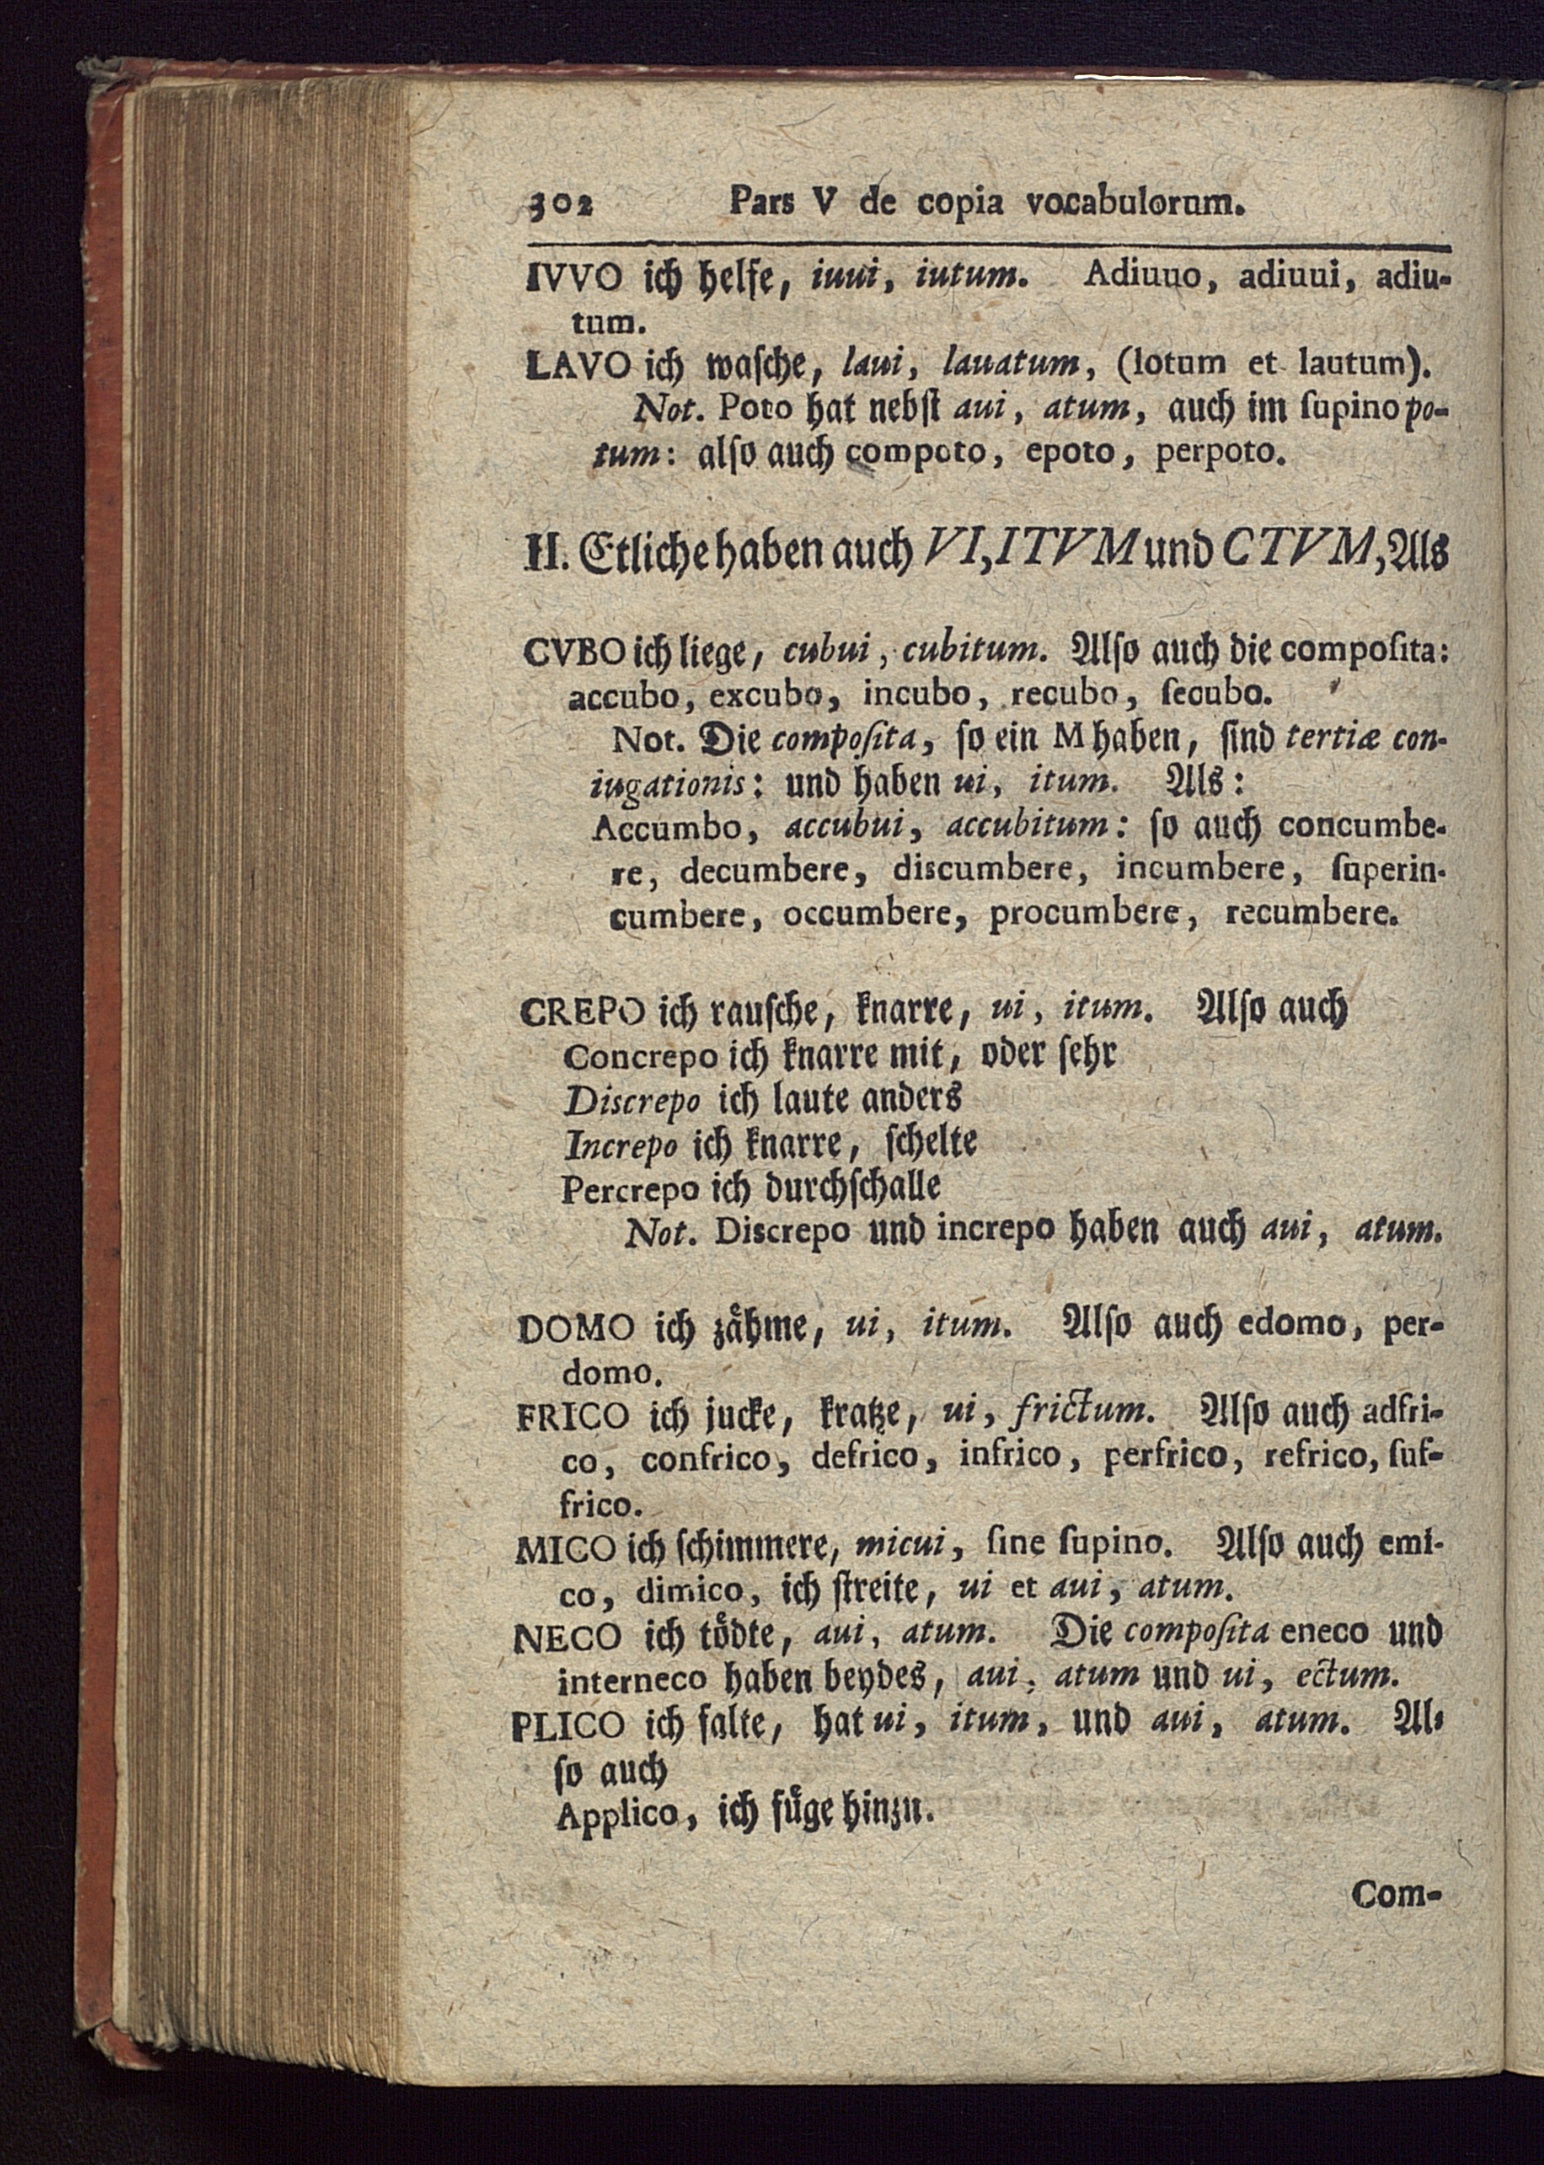 302 Pars V de copia vocabulorum.
IVVO ich helfe, iuui, iutum. Adiuuo, adiuui, adiu-
tum.
LAVO ich waſche, laui, lauatum, (lotum et lautum).
Not. Poto hat nebſt aui, atum, auch im ſupino po-
tum: alſo auch compoto, epoto, perpoto.
II. Etliche haben auch VI, ITVM und CTVM, Als
CVBO ich liege, cubui, cubitum. Alſo auch die compoſita:
accubo, excubo, incubo, recubo, ſecubo.
Not. Die compoſita, ſo ein M haben, ſind tertiæ con-
iugationis: und haben ui, itum. Als:
Accumbo, accubui, accubitum: ſo auch concumbe-
re, decumbere, discumbere, incumbere, ſuperin-
cumbere, occumbere, procumbere, recumbere.
CREPO ich rauſche, knarre, ui, itum. Alſo auch
Concrepo ich knarre mit, oder ſehr
Discrepo ich laute anders
Increpo ich knarre, ſchelte
Percrepo ich durchſchalle
Not. Discrepo und increpo haben auch aui, atum.
DOMO ich zaͤhme, ui, itum. Alſo auch edomo, per-
domo.
FRICO ich jucke, kratze, ui, frictum. Alſo auch adfri-
co, confrico, defrico, infrico, perfrico, refrico, ſuf-
frico.
MICO ich ſchimmere, micui, ſine ſupino. Alſo auch emi-
co, dimico, ich ſtreite, ui et aui, atum.
NECO ich toͤdte, aui, atum. Die compoſita eneco und
interneco haben beydes, aui, atum und ui, ectum.
PLICO ich falte, hat ui, itum, und aui, atum. Al-
ſo auch
Applico, ich fuͤge hinzu.
Com-